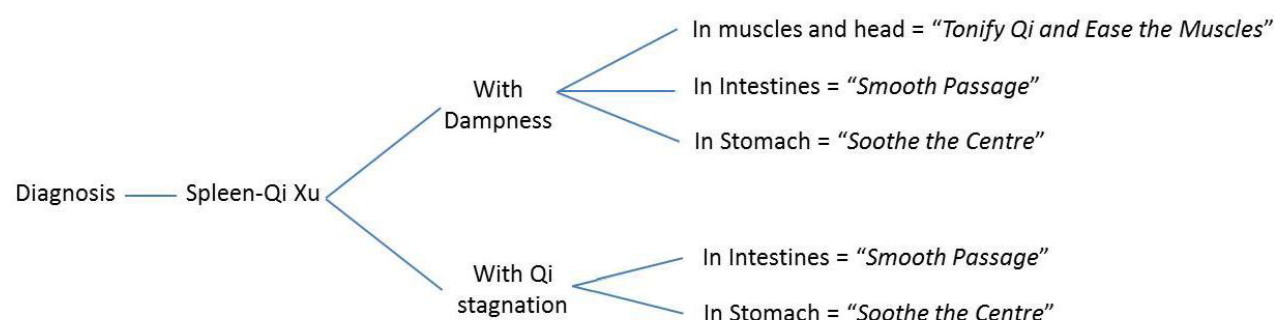 In muscles and head = “Tonify Qi and Ease the Muscles”
With
Dampness
In Intestines = “Smooth Passage”
In Stomach = “Soothe the Centre”
Diagnosis
Spleen-Qi Xu
With Qi
stagnation
In Intestines = “Smooth Passage”
In Stomach = “Soothe the Centre”